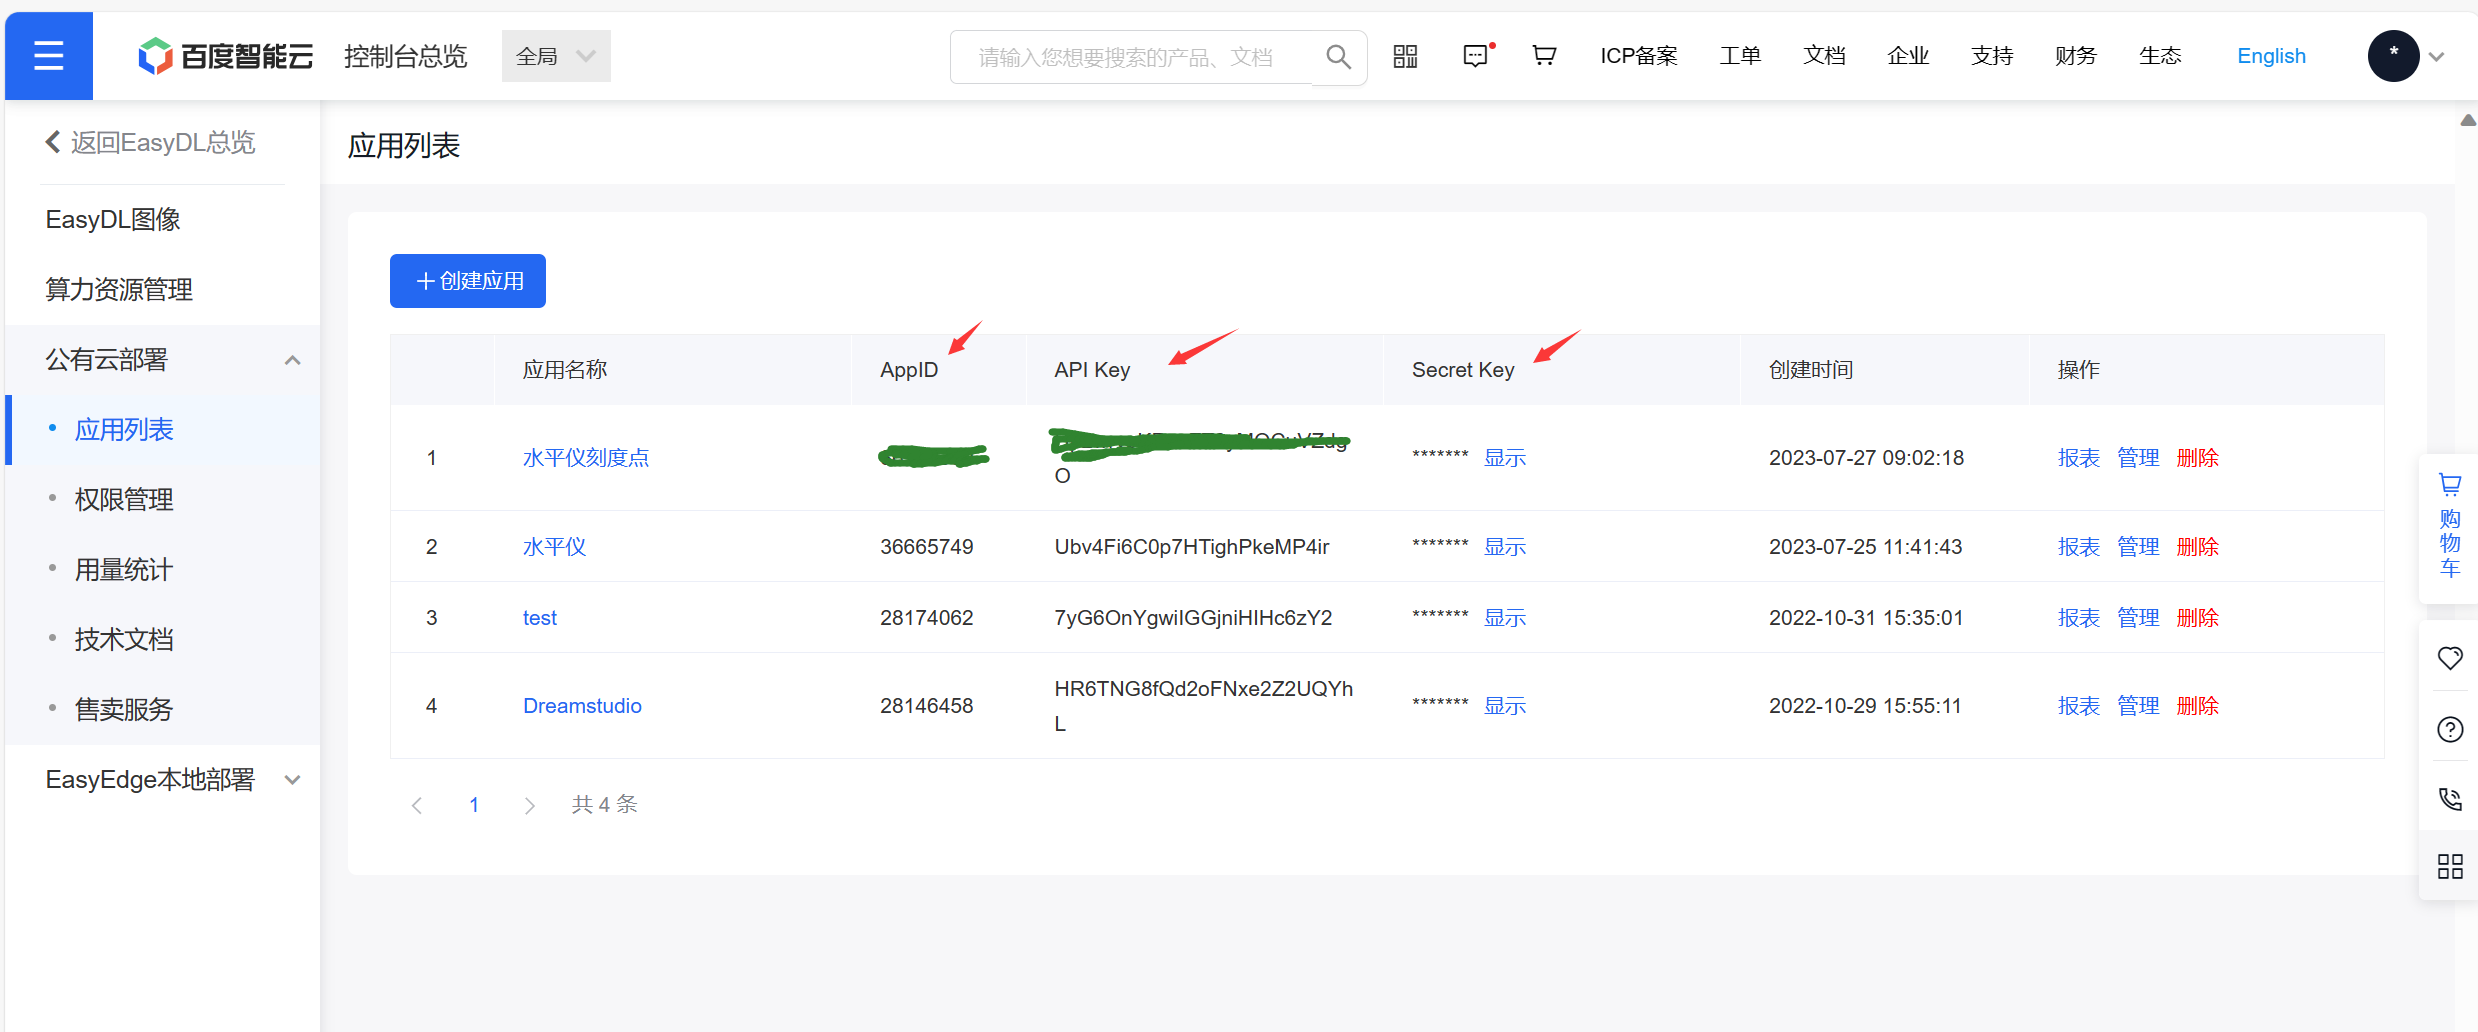 百度智能云 控制台总览 全局 请输入您想要搜索的产品、文档 ICP备案 工单 文档 企业 支持 财务 生态 English *
返回EasyDL总览
EasyDL图像
算力资源管理
公有云部署
应用列表
权限管理
用量统计
技术文档
售卖服务
EasyEdge本地部署
应用列表
创建应用
应用名称 AppID API Key Secret Key 创建时间 操作
1 水平仪刻度点 ******* 显示 2023-07-27 09:02:18 报表 管理 删除
O
2 水平仪 36665749 Ubv4Fi6C0p7HTighPkeMP4ir ******* 显示 2023-07-25 11:41:43 报表 管理 删除
3 test 28174062 7yG6OnYgwiIGGjniHIHc6zY2 ******* 显示 2022-10-31 15:35:01 报表 管理 删除
4 Dreamstudio 28146458 HR6TNG8fQd2oFNxe2Z2UQYh ******* 显示 2022-10-29 15:55:11 报表 管理 删除
L
1 共 4 条
购
物
车